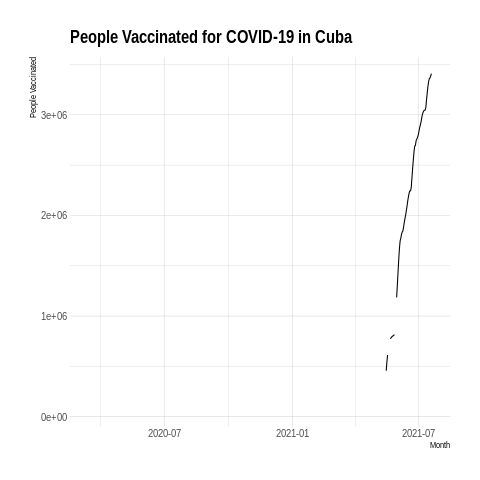 People Vaccinated for COVID-19 in Cuba
People Vaccinated
3e+06
2e+06
1e+06
0e+00
2020-07
2021-01
2021-07
Month